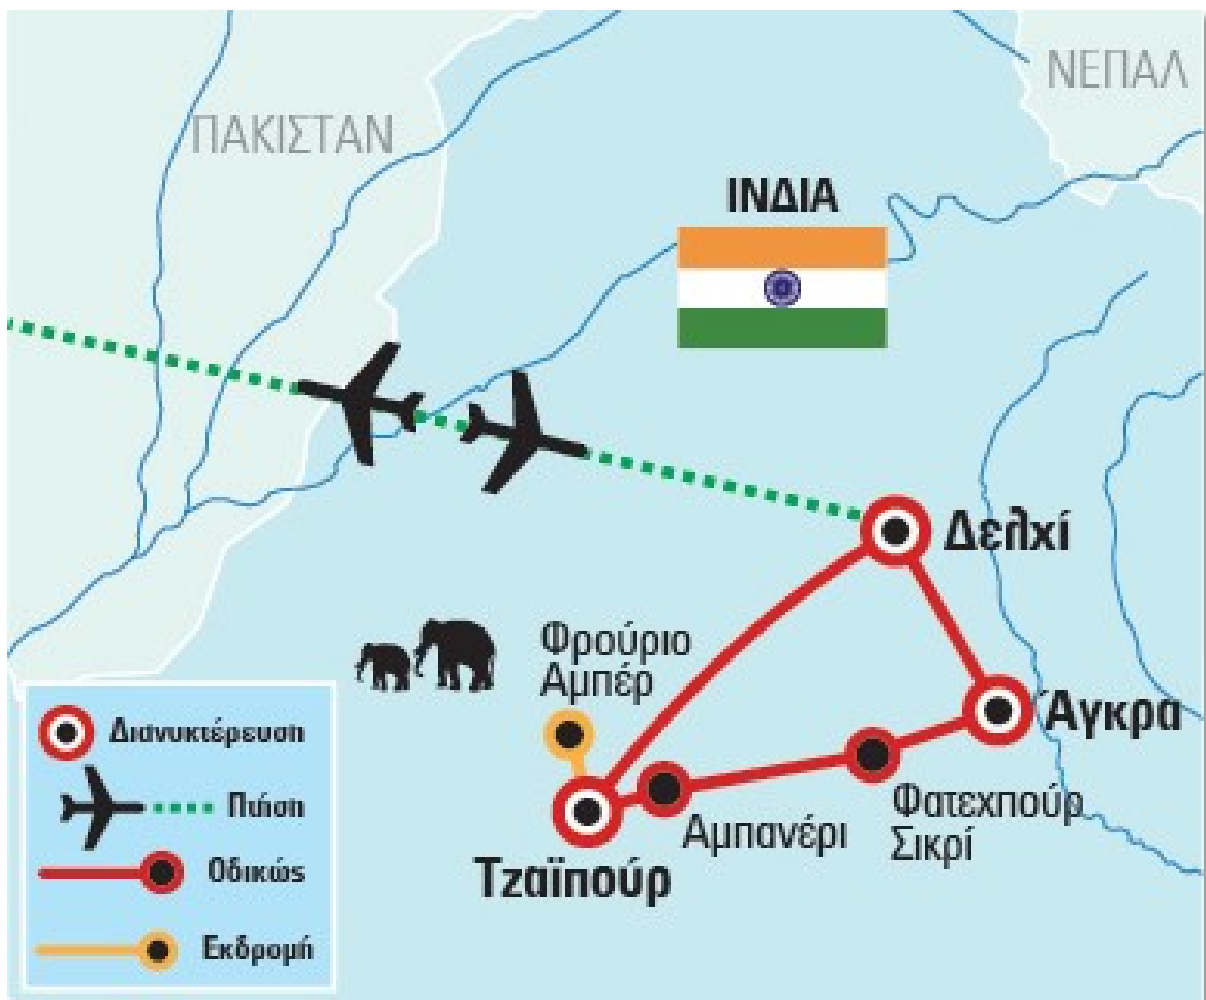 ΝΕΠΑΛ
ΠΑΚΙΣΤΑΝ
ΙΝΔΙΑ
Δελχί
Φρούριο
Αμπέρ
Άγκρα
Φατεχπούρ
Σικρί
Αμπανέρι
Τζαϊπούρ
Διανυκτέρευση
Πτήση
Οδικώς
Εκδρομή